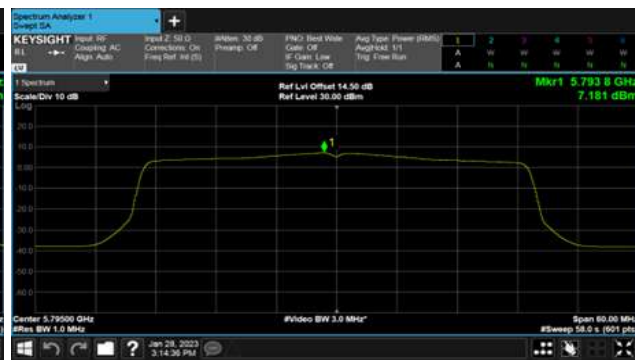 Spectrum Analyzer 1
Swept SA
+
KEYSIGHT Input: RF Input Z: 50 Ω #Atten: 30 dB PNO: Best Wide Avg Type: Power (RMS) 1 2 3 4 5 6
RL Coupling: AC Corrections: On Preamp: Off Gate: Off Avg|Hold: 1/1 A W W W W W
Align: Auto Freq Ref: Int (S) IF Gain: Low Trig: Free Run A N N N N N
Sig Track: Off
1 Spectrum Ref Lvl Offset 14.50 dB Mkr1 5.793 8 GHz
Scale/Div 10 dB Ref Level 30.00 dBm 7.181 dBm
Log
20.0
10.0
1
0.00
-10.0
-20.0
-30.0
-40.0
-50.0
-60.0
Center 5.79500 GHz #Video BW 3.0 MHz* Span 60.00 MHz
#Res BW 1.0 MHz #Sweep 58.0 s (601 pts)
? Jan 28, 2023
3:14:36 PM